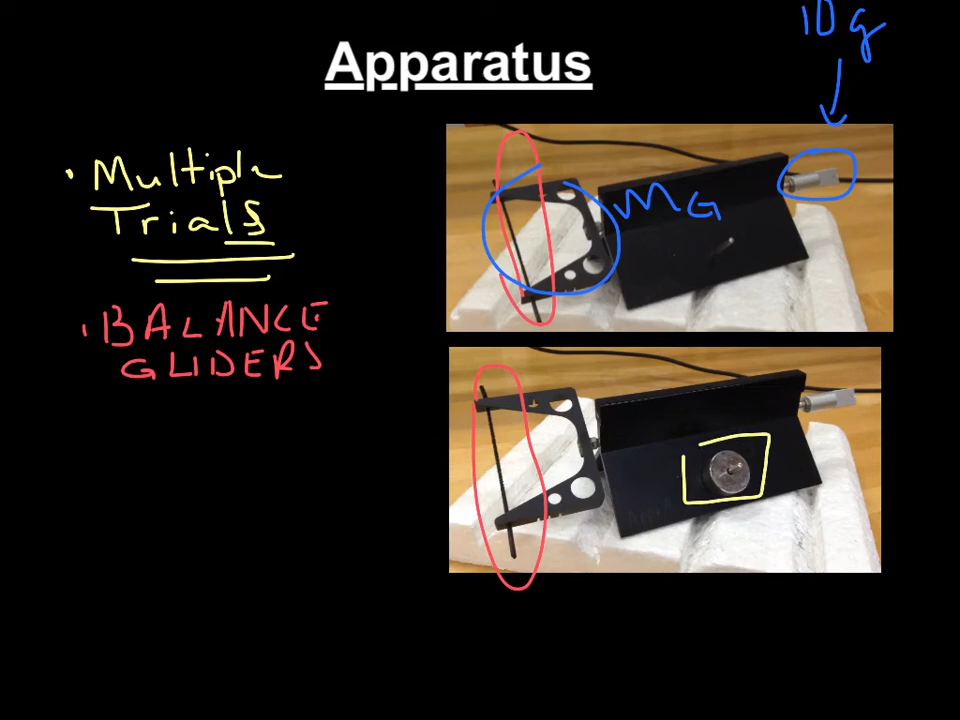 10g
Apparatus
• Multiple
Trials
MG
• BALANCE
GLIDERS